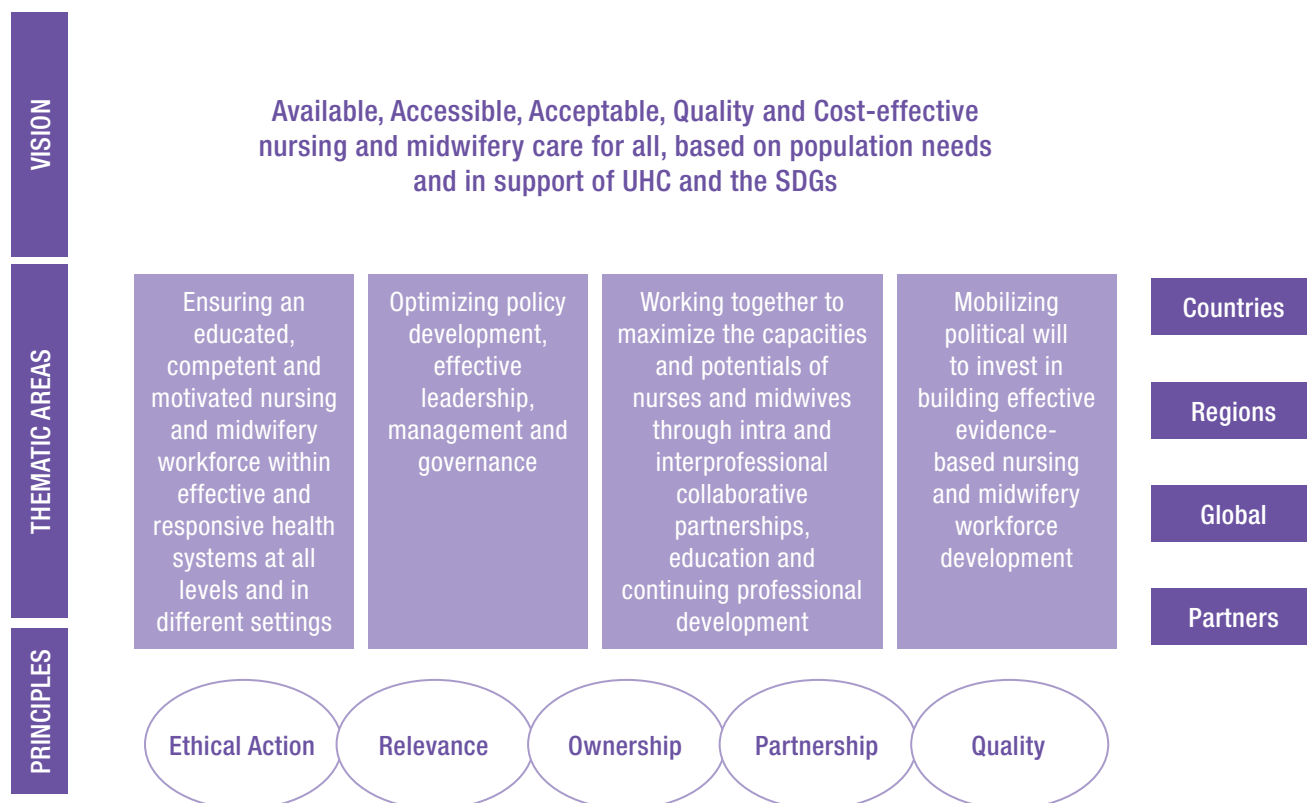 VISION
Available, Accessible, Acceptable, Quality and Cost-effective
nursing and midwifery care for all, based on population needs
and in support of UHC and the SDGs
THEMATIC AREAS
Ensuring an
educated,
competent and
motivated nursing
and midwifery
workforce within
effective and
responsive health
systems at all
levels and in
different settings
Optimizing policy
development,
effective
leadership,
management and
governance
Working together to
maximize the capacities
and potentials of
nurses and midwives
through intra and
interprofessional
collaborative
partnerships,
education and
continuing professional
development
Mobilizing
political will
to invest in
building effective
evidence-
based nursing
and midwifery
workforce
development
Countries
Regions
Global
Partners
PRINCIPLES
Ethical Action
Relevance
Ownership
Partnership
Quality